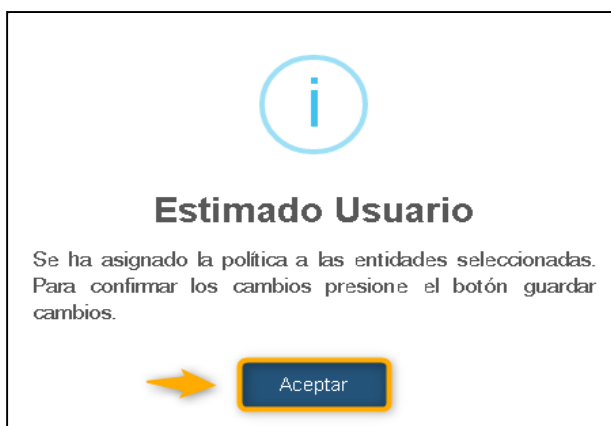 Estimado Usuario
Se ha asignado la política a las entidades seleccionadas.
Para confirmar los cambios presione el botón guardar
cambios.
Aceptar